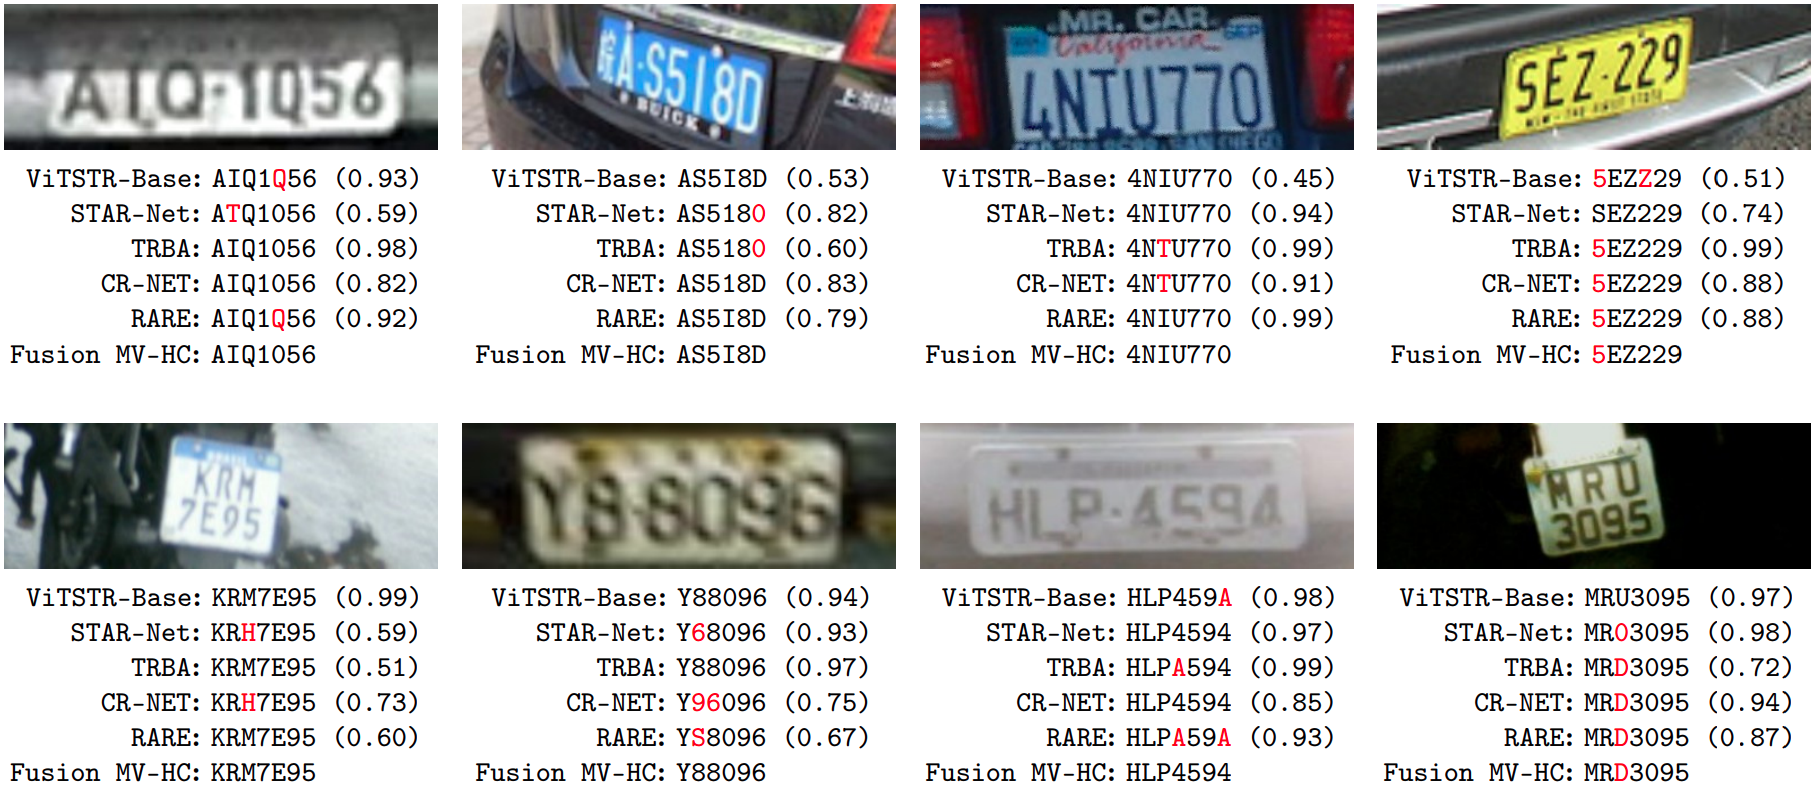 AIQ·1056
皖A·S518D
BUICK
上海
MR. CAR
California SEP
4NIU770
SEZ·229
ViTSTR-Base: AIQ1Q56 (0.93)
STAR-Net: ATQ1056 (0.59)
TRBA: AIQ1056 (0.98)
CR-NET: AIQ1056 (0.82)
RARE: AIQ1Q56 (0.92)
Fusion MV-HC: AIQ1056
ViTSTR-Base: AS5I8D (0.53)
STAR-Net: AS5180 (0.82)
TRBA: AS5180 (0.60)
CR-NET: AS518D (0.83)
RARE: AS5I8D (0.79)
Fusion MV-HC: AS5I8D
ViTSTR-Base: 4NIU770 (0.45)
STAR-Net: 4NIU770 (0.94)
TRBA: 4NTU770 (0.99)
CR-NET: 4NTU770 (0.91)
RARE: 4NIU770 (0.99)
Fusion MV-HC: 4NIU770
ViTSTR-Base: 5EZZ29 (0.51)
STAR-Net: SEZ229 (0.74)
TRBA: 5EZ229 (0.99)
CR-NET: 5EZ229 (0.88)
RARE: 5EZ229 (0.88)
Fusion MV-HC: 5EZ229
KRM
7E95
Y8·8096
HLP·4594
MRU
3095
ViTSTR-Base: KRM7E95 (0.99)
STAR-Net: KRH7E95 (0.59)
TRBA: KRM7E95 (0.51)
CR-NET: KRH7E95 (0.73)
RARE: KRM7E95 (0.60)
Fusion MV-HC: KRM7E95
ViTSTR-Base: Y88096 (0.94)
STAR-Net: Y68096 (0.93)
TRBA: Y88096 (0.97)
CR-NET: Y96096 (0.75)
RARE: YS8096 (0.67)
Fusion MV-HC: Y88096
ViTSTR-Base: HLP459A (0.98)
STAR-Net: HLP4594 (0.97)
TRBA: HLPA594 (0.99)
CR-NET: HLP4594 (0.85)
RARE: HLPA59A (0.93)
Fusion MV-HC: HLP4594
ViTSTR-Base: MRU3095 (0.97)
STAR-Net: MRO3095 (0.98)
TRBA: MRD3095 (0.72)
CR-NET: MRD3095 (0.94)
RARE: MRD3095 (0.87)
Fusion MV-HC: MRD3095